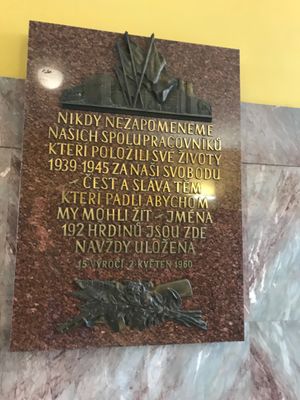 NIKDY NEZAPOMENEME
NAŠICH SPOLUPRACOVNÍKŮ
KTEŘÍ POLOŽILI SVÉ ŽIVOTY
1939-1945 ZA NAŠI SVOBODU
– ČEST A SLÁVA TĚM
KTEŘÍ PADLI ABYCHOM
MY MOHLI ŽÍT – JMÉNA
192 HRDINŮ JSOU ZDE
NAVŽDY ULOŽENA
15. VÝROČÍ - 2. KVĚTEN 1960